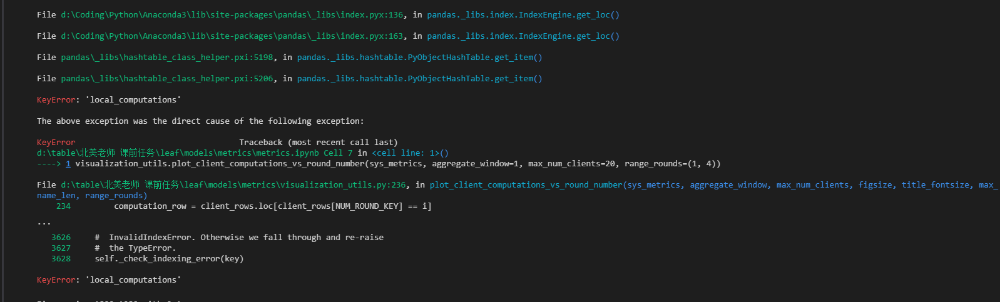 File d:\Coding\Python\Anaconda3\lib\site-packages\pandas\_libs\index.pyx:136, in pandas._libs.index.IndexEngine.get_loc()
File d:\Coding\Python\Anaconda3\lib\site-packages\pandas\_libs\index.pyx:163, in pandas._libs.index.IndexEngine.get_loc()
File pandas\_libs\hashtable_class_helper.pxi:5198, in pandas._libs.hashtable.PyObjectHashTable.get_item()
File pandas\_libs\hashtable_class_helper.pxi:5206, in pandas._libs.hashtable.PyObjectHashTable.get_item()
KeyError: 'local_computations'
The above exception was the direct cause of the following exception:
KeyError Traceback (most recent call last)
d:\table\北美老师 课前任务\leaf\models\metrics\metrics.ipynb Cell 7 in <cell line: 1>()
----> 1 visualization_utils.plot_client_computations_vs_round_number(sys_metrics, aggregate_window=1, max_num_clients=20, range_rounds=(1, 4))
File d:\table\北美老师 课前任务\leaf\models\metrics\visualization_utils.py:236, in plot_client_computations_vs_round_number(sys_metrics, aggregate_window, max_num_clients, figsize, title_fontsize, max_
name_len, range_rounds)
234 computation_row = client_rows.loc[client_rows[NUM_ROUND_KEY] == i]
...
3626 # InvalidIndexError. Otherwise we fall through and re-raise
3627 # the TypeError.
3628 self._check_indexing_error(key)
KeyError: 'local_computations'